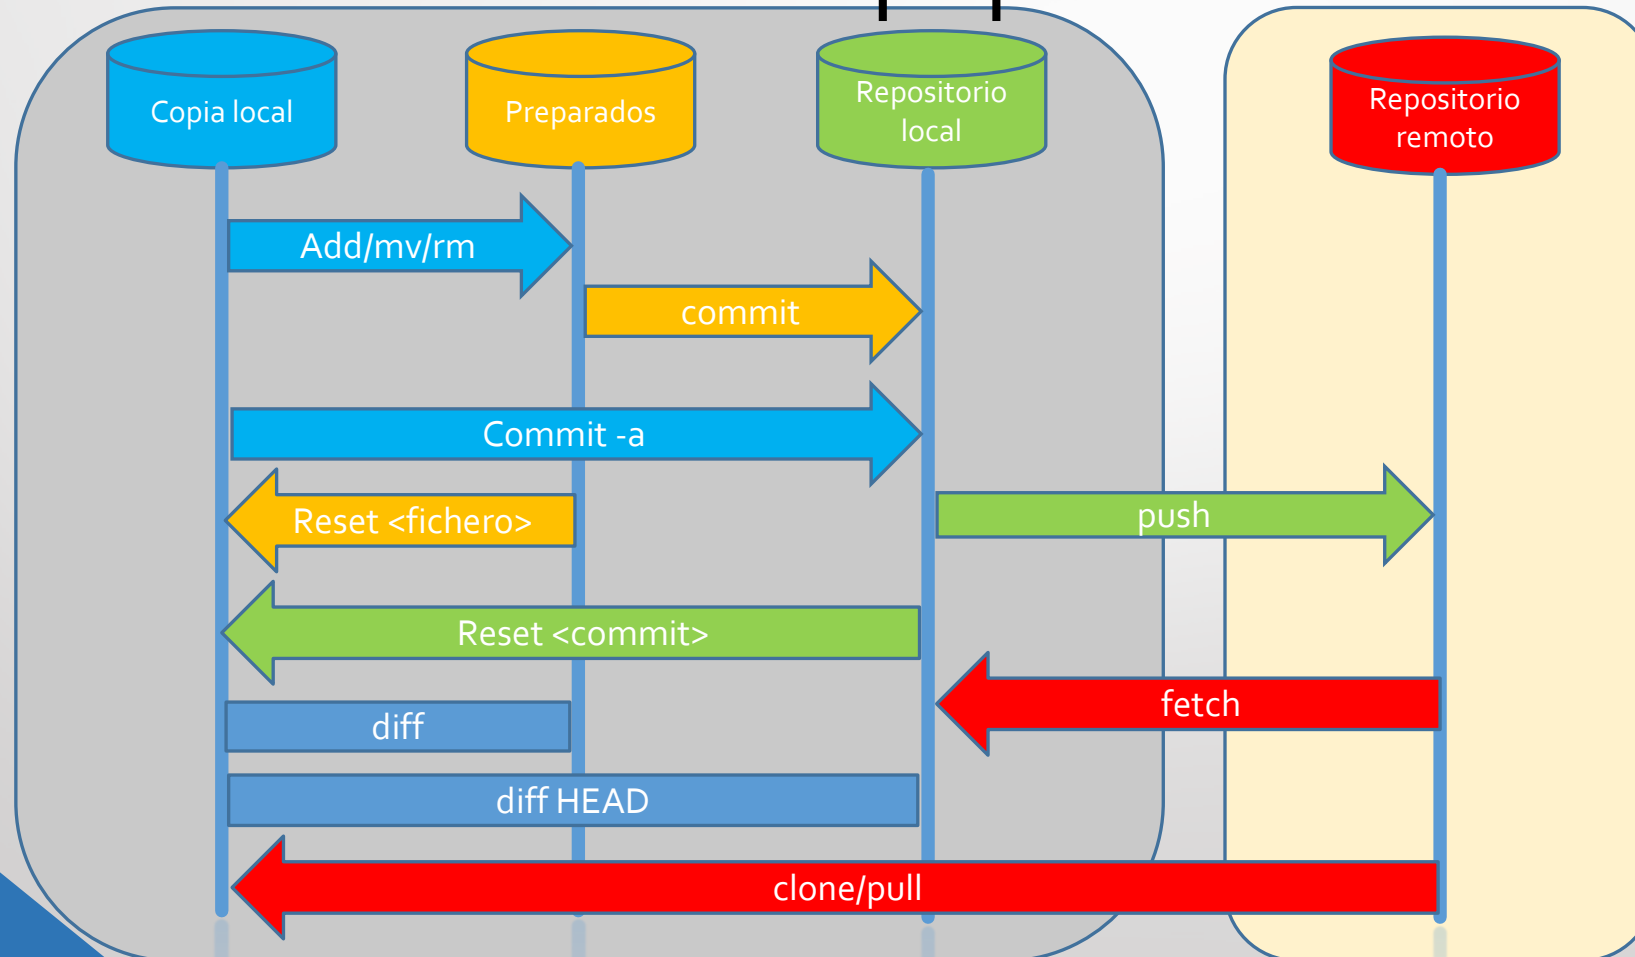 Copia local
Preparados
Repositorio
local
Repositorio
remoto
Add/mv/rm
commit
Commit -a
Reset <fichero>
push
Reset <commit>
fetch
diff
diff HEAD
clone/pull